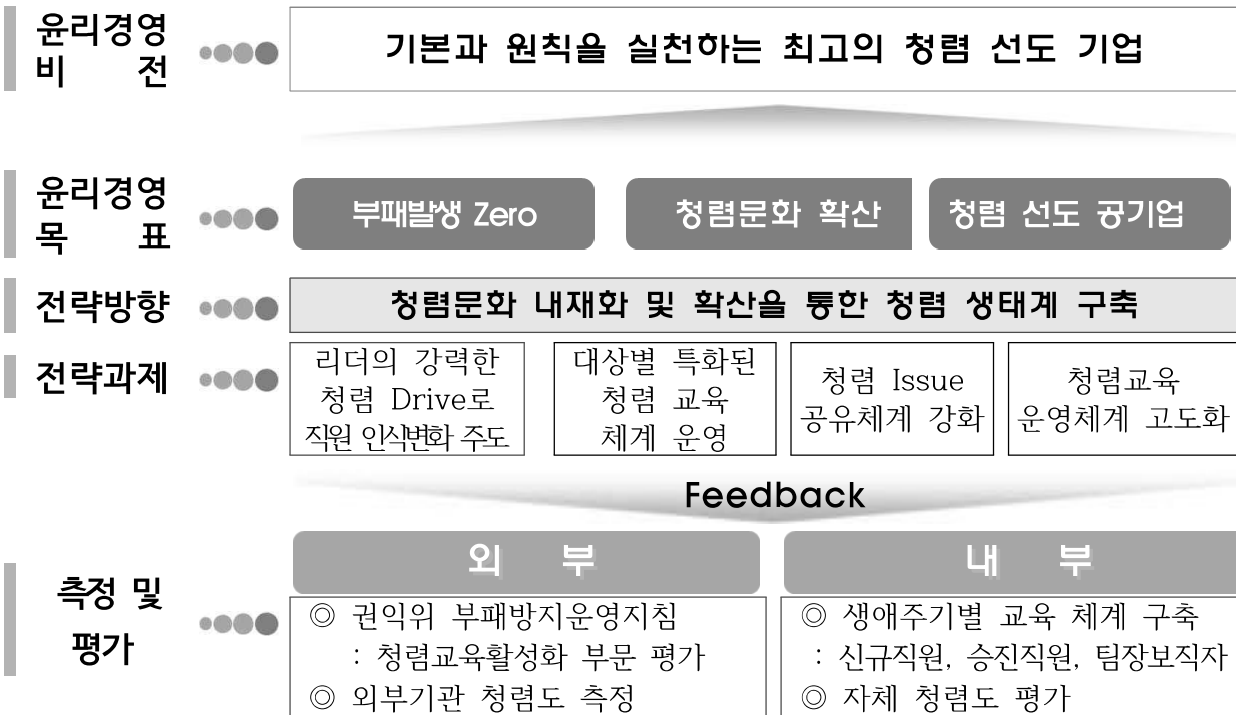 윤리경영
비 전
기본과 원칙을 실천하는 최고의 청렴 선도 기업
윤리경영
목 표
부패발생 Zero
청렴문화 확산
청렴 선도 공기업
전략방향
청렴문화 내재화 및 확산을 통한 청렴 생태계 구축
전략과제
리더의 강력한
청렴 Drive로
직원 인식변화 주도
대상별 특화된
청렴 교육
체계 운영
청렴 Issue
공유체계 강화
청렴교육
운영체계 고도화
Feedback
측정 및
평가
외 부
◎ 권익위 부패방지운영지침
: 청렴교육활성화 부문 평가
◎ 외부기관 청렴도 측정
내 부
◎ 생애주기별 교육 체계 구축
: 신규직원, 승진직원, 팀장보직자
◎ 자체 청렴도 평가